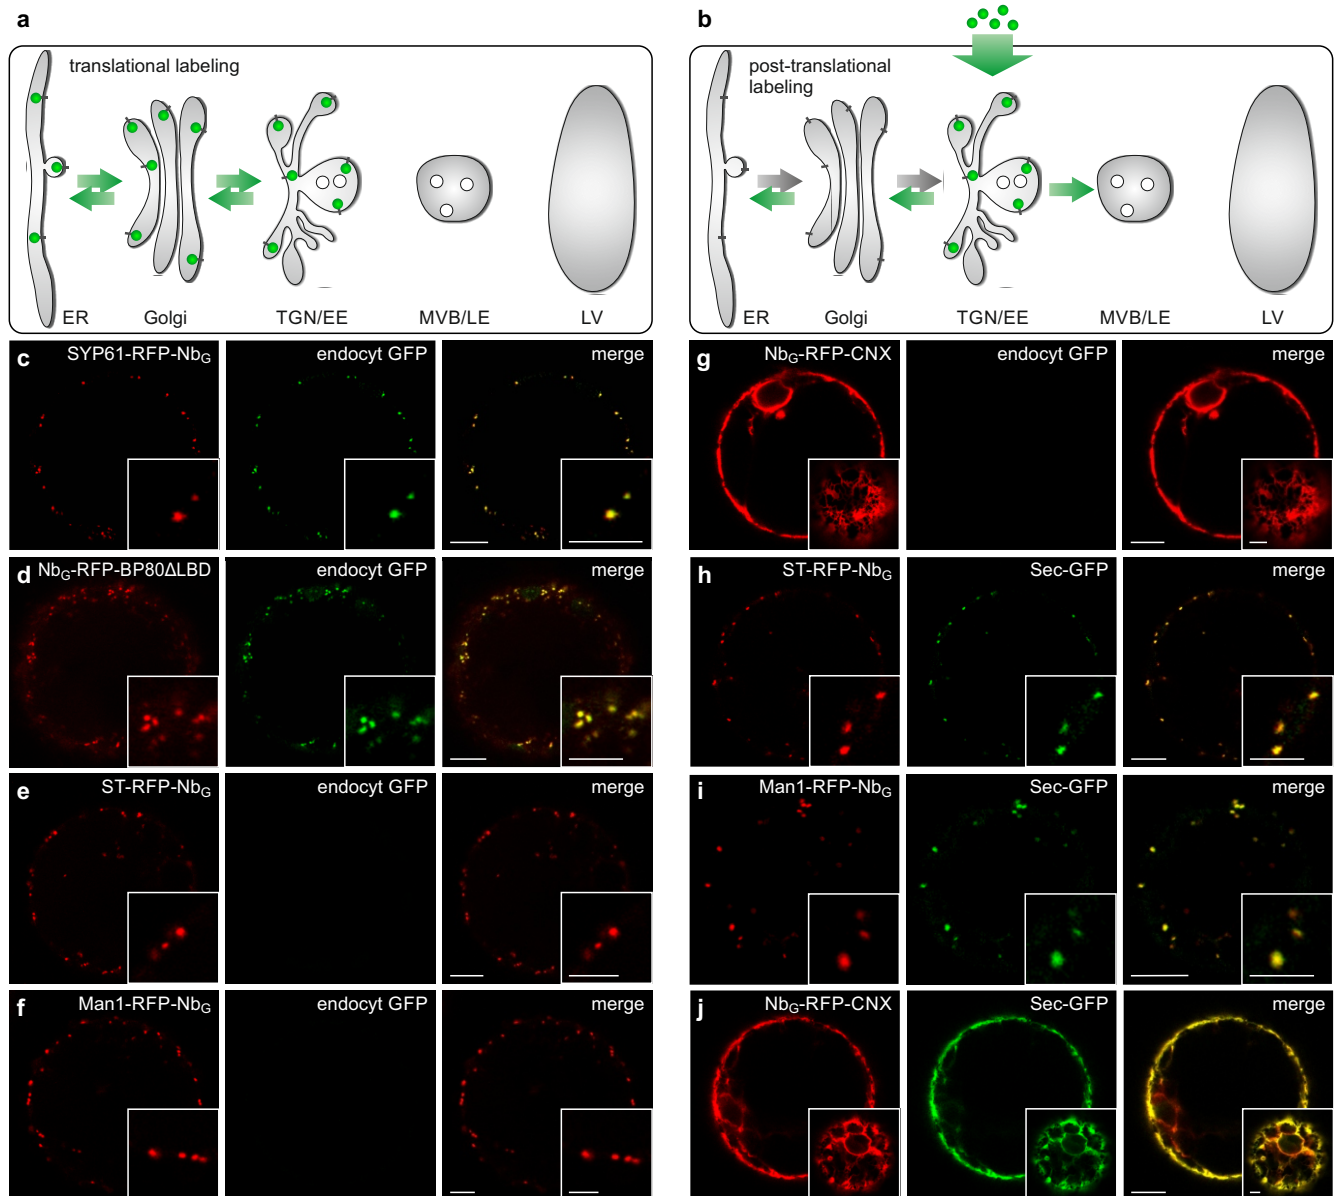 a
translational labeling
ER Golgi TGN/EE MVB/LE LV
b
post-translational
labeling
ER Golgi TGN/EE MVB/LE LV
c SYP61-RFP-NbG endocyt GFP merge
d NbG-RFP-BP80ΔLBD endocyt GFP merge
e ST-RFP-NbG endocyt GFP merge
f Man1-RFP-NbG endocyt GFP merge
g NbG-RFP-CNX endocyt GFP merge
h ST-RFP-NbG Sec-GFP merge
i Man1-RFP-NbG Sec-GFP merge
j NbG-RFP-CNX Sec-GFP merge